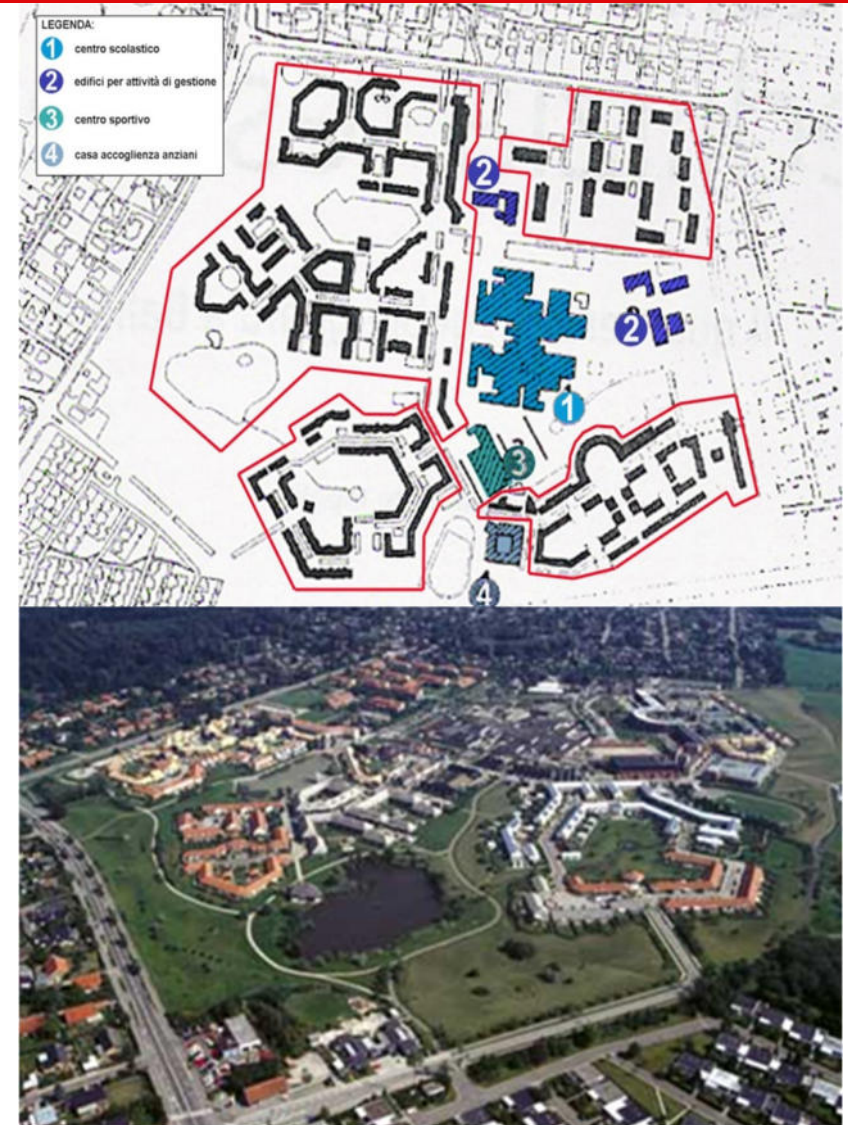 LEGENDA:
1 centro scolastico
2 edifici per attività di gestione
3 centro sportivo
4 casa accoglienza anziani
2
2
1
3
4